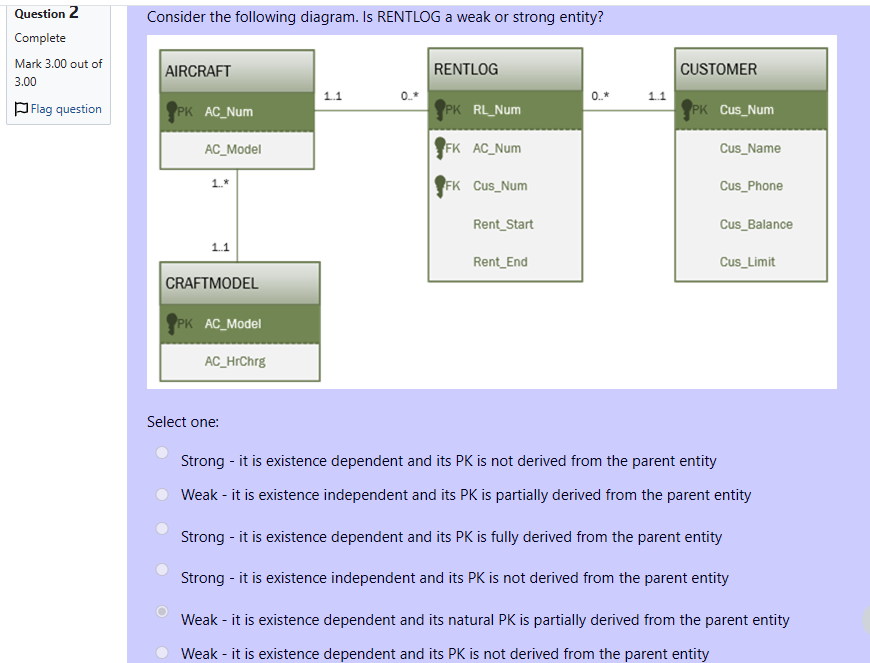 Question 2
Complete
Mark 3.00 out of
3.00
Flag question
Consider the following diagram. Is RENTLOG a weak or strong entity?
AIRCRAFT
PK AC_Num
AC_Model
1..1
0..*
RENTLOG
PK RL_Num
FK AC_Num
FK Cus_Num
Rent_Start
Rent_End
0..*
1..1
CUSTOMER
PK Cus_Num
Cus_Name
Cus_Phone
Cus_Balance
Cus_Limit
1..*
1..1
CRAFTMODEL
PK AC_Model
AC_HrChrg
Select one:
Strong - it is existence dependent and its PK is not derived from the parent entity
Weak - it is existence independent and its PK is partially derived from the parent entity
Strong - it is existence dependent and its PK is fully derived from the parent entity
Strong - it is existence independent and its PK is not derived from the parent entity
Weak - it is existence dependent and its natural PK is partially derived from the parent entity
Weak - it is existence dependent and its PK is not derived from the parent entity